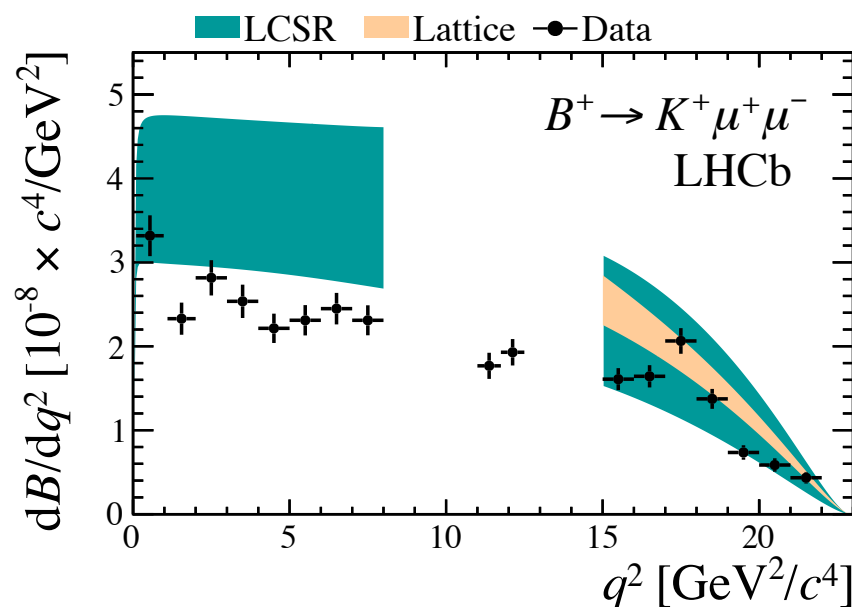 LCSR Lattice Data
B⁺ → K⁺μ⁺μ⁻
LHCb
dB/dq² [10⁻⁸ × c⁴/GeV²]
5
4
3
2
1
0
0 5 10 15 20
q² [GeV²/c⁴]